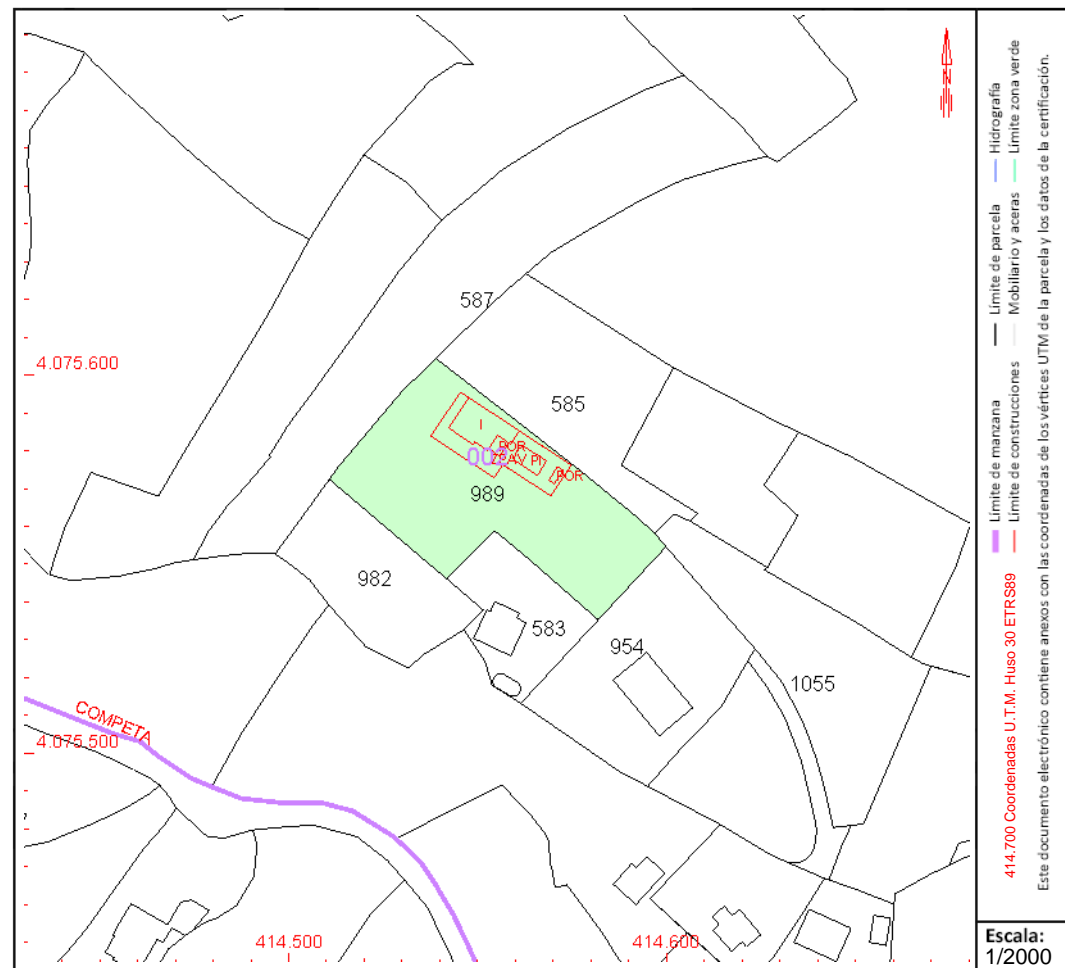 N
587
4.075.600
585
I
POR
002
ZPAV PI
POR
989
982
583
954
1055
COMPETA
4.075.500
414.500
414.600
414.700 Coordenadas U.T.M. Huso 30 ETRS89
Límite de manzana
Límite de parcela
Hidrografía
Límite de construcciones
Mobiliario y aceras
Límite zona verde
Este documento electrónico contiene anexos con las coordenadas de los vértices UTM de la parcela y los datos de la certificación.
Escala:
1/2000